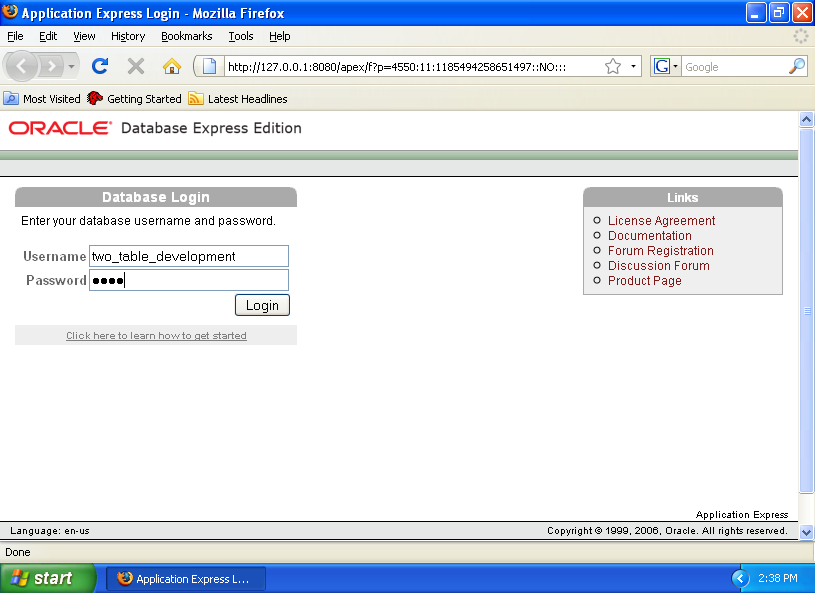 Application Express Login - Mozilla Firefox
File Edit View History Bookmarks Tools Help
http://127.0.0.1:8080/apex/f?p=4550:11:1185494258651497::NO::: G Google
Most Visited Getting Started Latest Headlines
ORACLE Database Express Edition
Database Login
Enter your database username and password.
Username two_table_development
Password ●●●●
Login
Click here to learn how to get started
Links
License Agreement
Documentation
Forum Registration
Discussion Forum
Product Page
Application Express
Language: en-us Copyright © 1999, 2006, Oracle. All rights reserved.
Done
start Application Express L... 2:38 PM